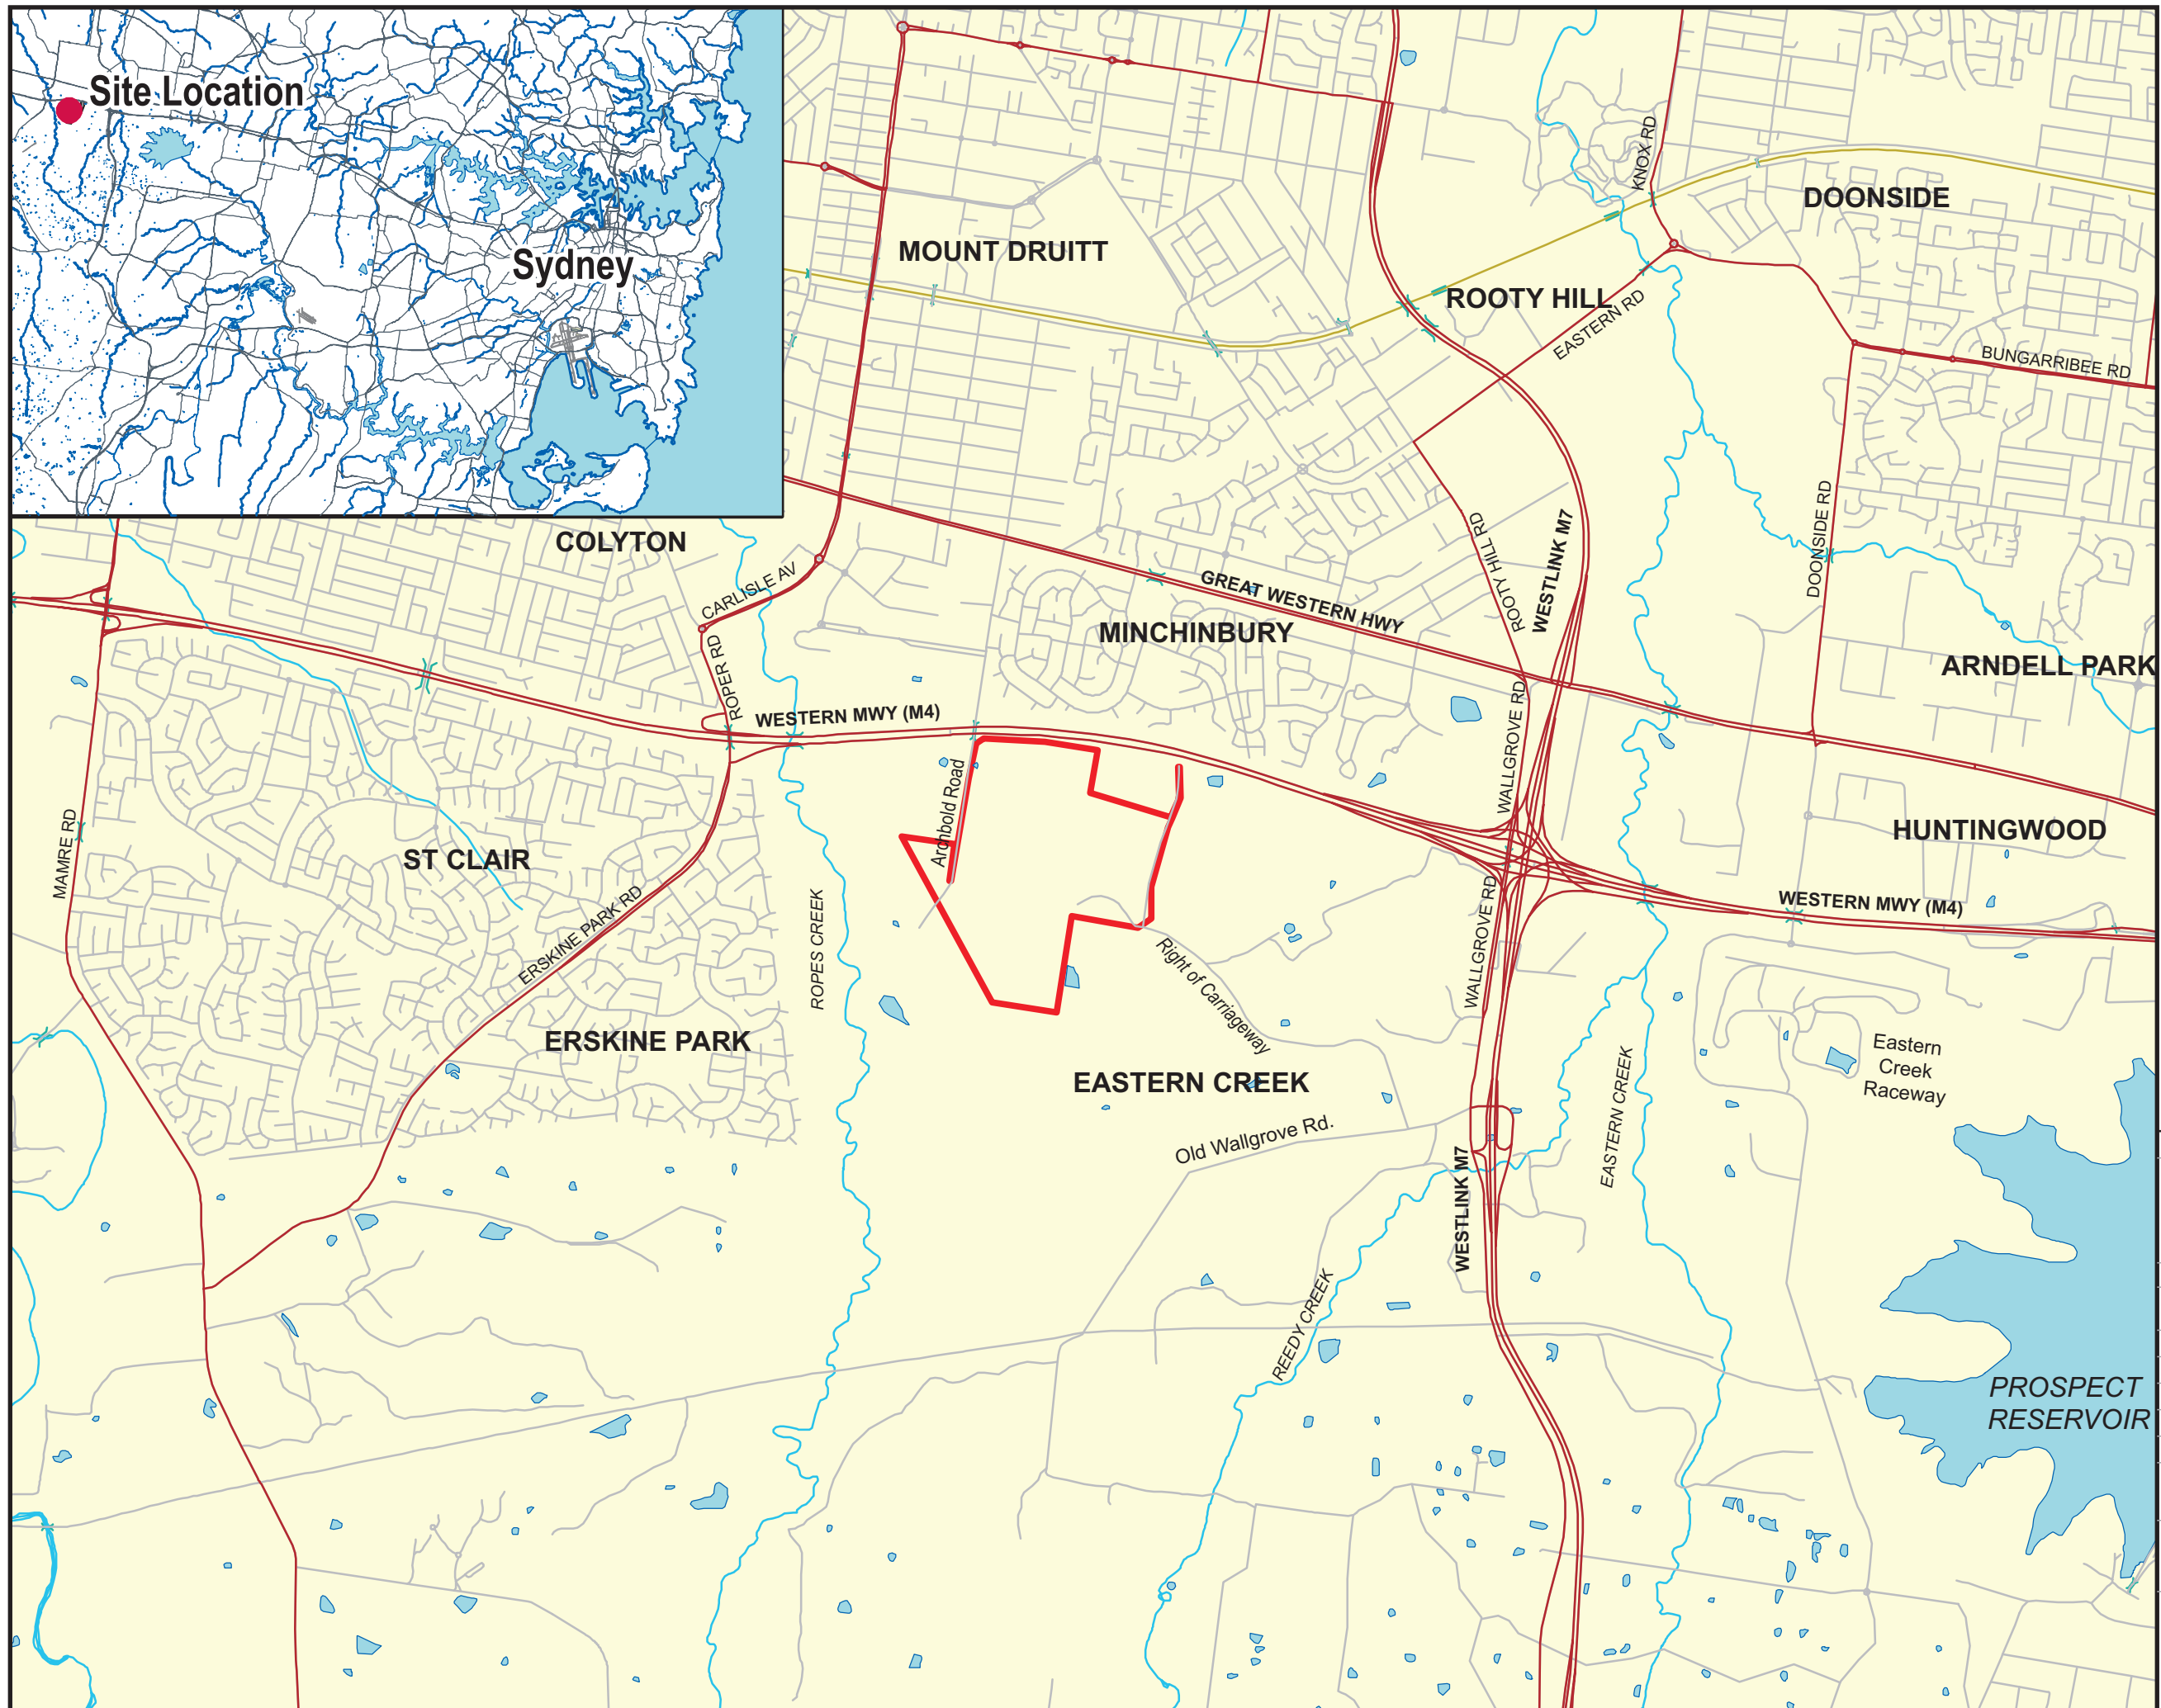 Site Location
Sydney
KNOX RD
DOONSIDE
MOUNT DRUITT
ROOTY HILL
EASTERN RD
BUNGARRIBEE RD
COLYTON
CARLISLE AV
ROPER RD
GREAT WESTERN HWY
ROOTY HILL RD
WESTLINK M7
DOONSIDE RD
MINCHINBURY
ARNDELL PARK
WESTERN MWY (M4)
WALLGROVE RD
Archbold Road
MAMRE RD
ST CLAIR
HUNTINGWOOD
ERSKINE PARK RD
ROPES CREEK
WALLGROVE RD
WESTERN MWY (M4)
Right of Carriageway
ERSKINE PARK
EASTERN CREEK
Eastern
Creek
Raceway
EASTERN CREEK
Old Wallgrove Rd.
WESTLINK M7
REEDY CREEK
PROSPECT
RESERVOIR